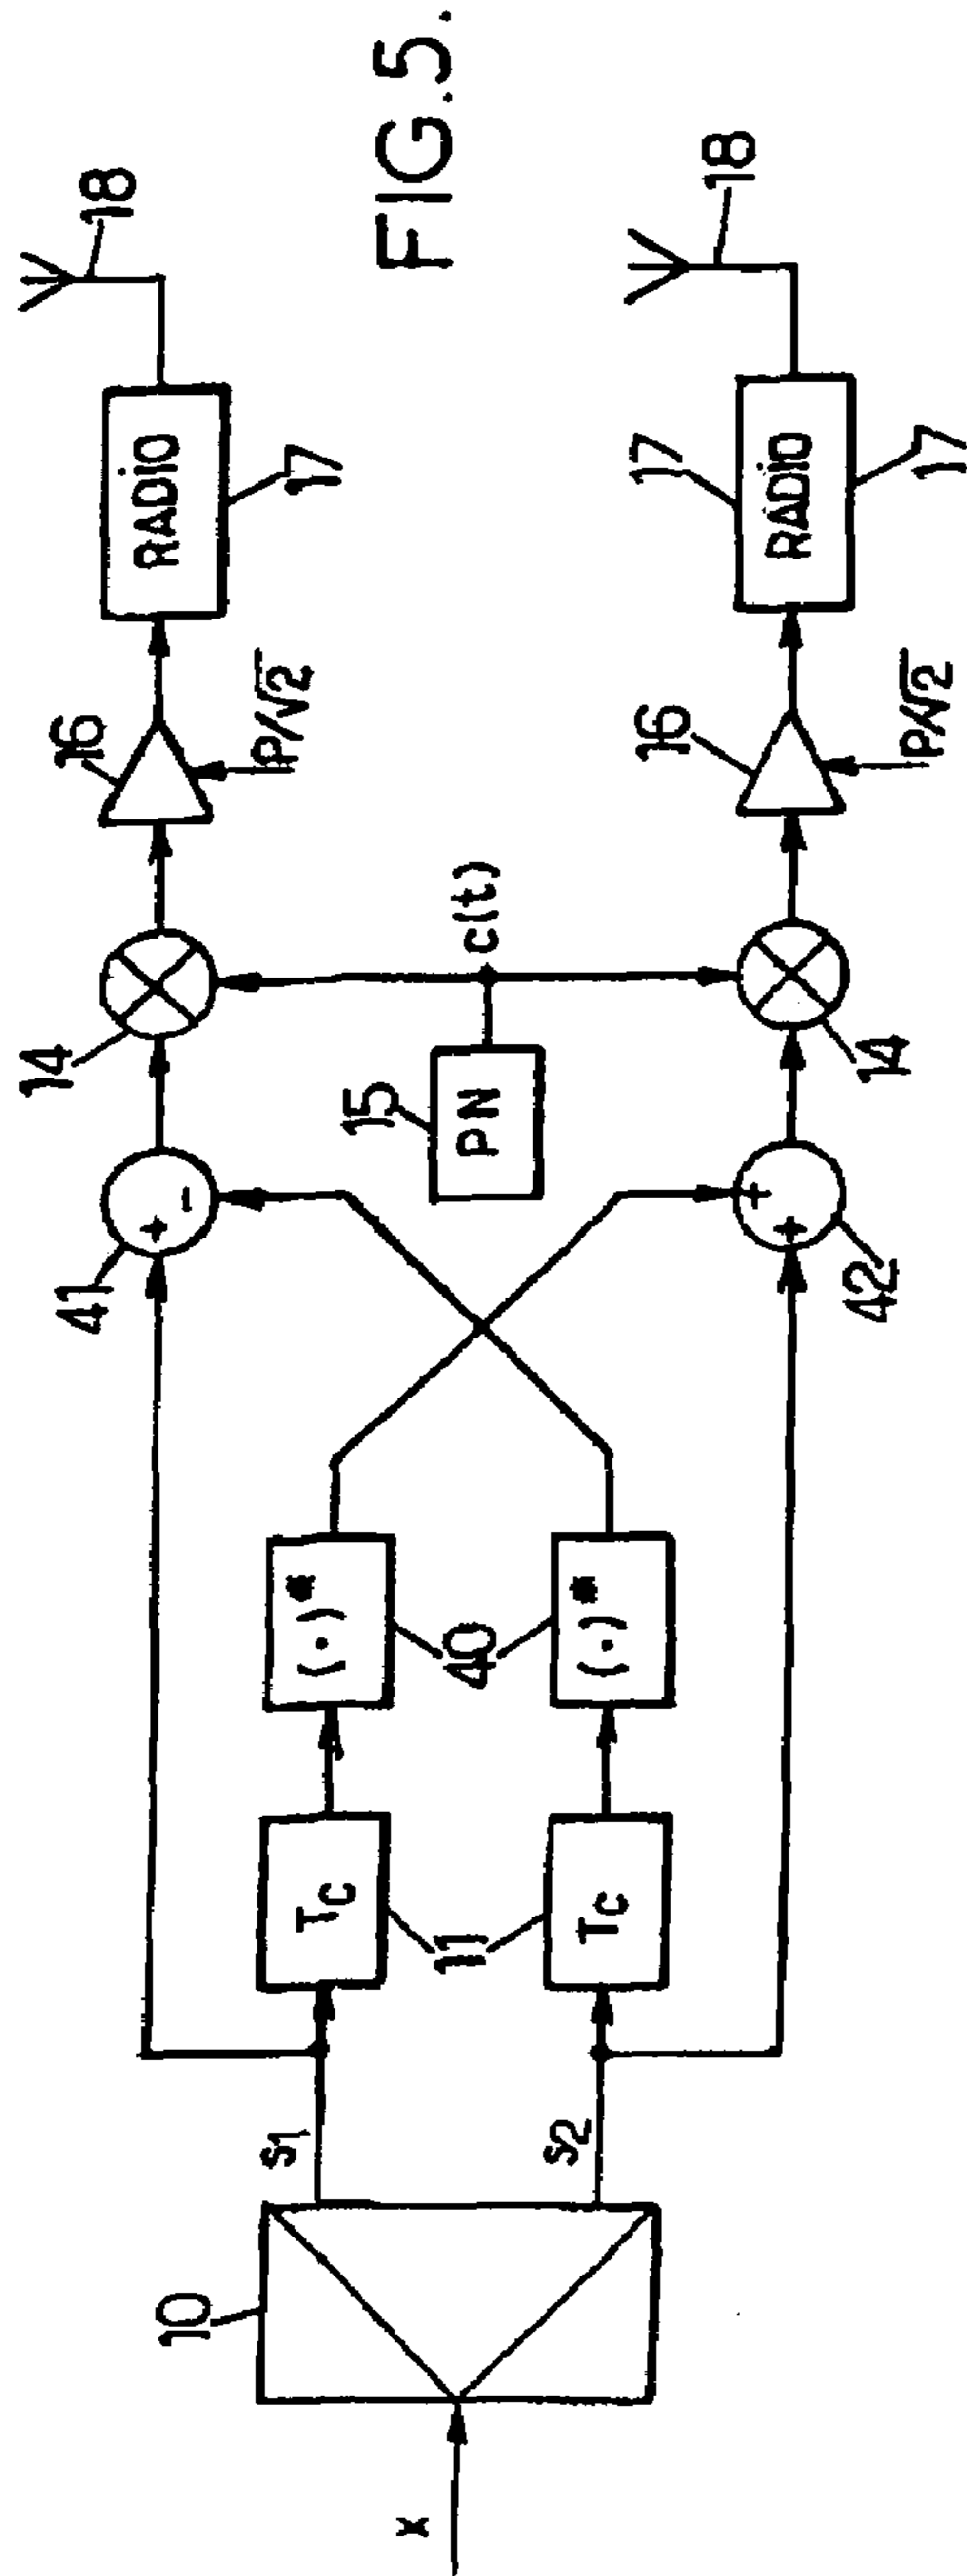 FIG.5.
x
10
s1
s2
Tc
Tc
11
(·)*
(·)*
40
41
+
-
42
+
+
14
14
15
PN
c(t)
16
P/√2
16
P/√2
RADIO
17
17
RADIO
17
18
18